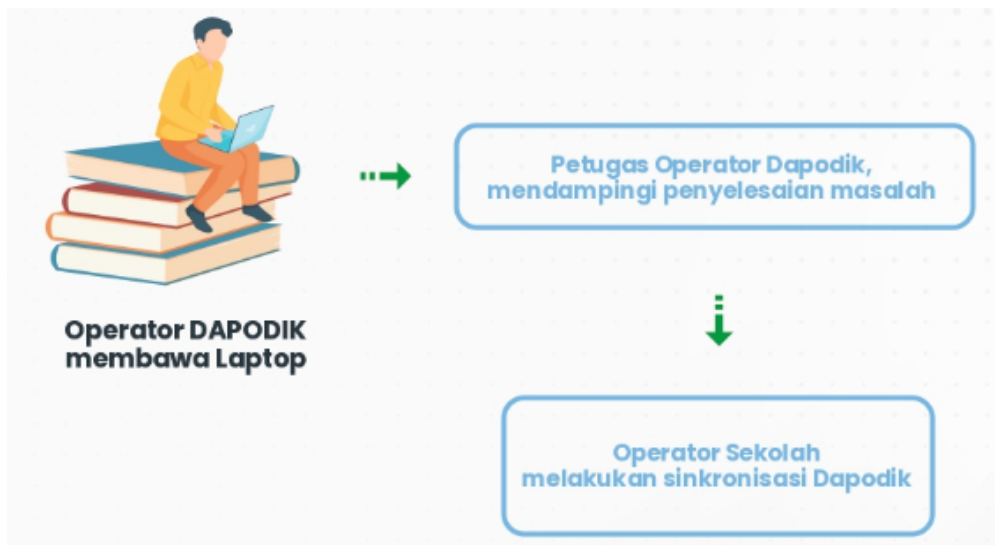 Operator DAPODIK
membawa Laptop
Petugas Operator Dapodik,
mendampingi penyelesaian masalah
Operator Sekolah
melakukan sinkronisasi Dapodik